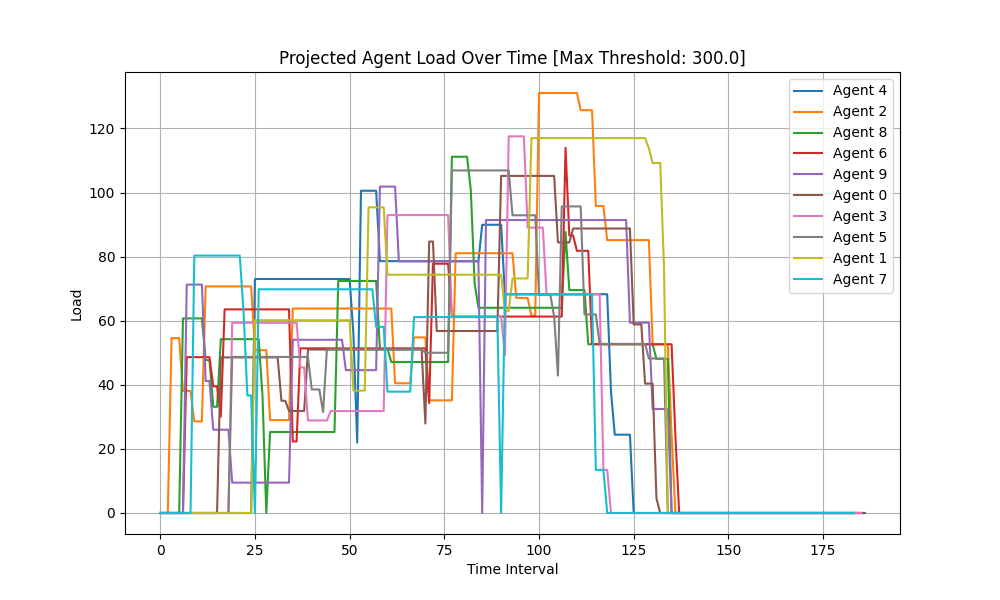 Projected Agent Load Over Time [Max Threshold: 300.0]
Load
120
100
80
60
40
20
0
0 25 50 75 100 125 150 175
Time Interval
Agent 4
Agent 2
Agent 8
Agent 6
Agent 9
Agent 0
Agent 3
Agent 5
Agent 1
Agent 7